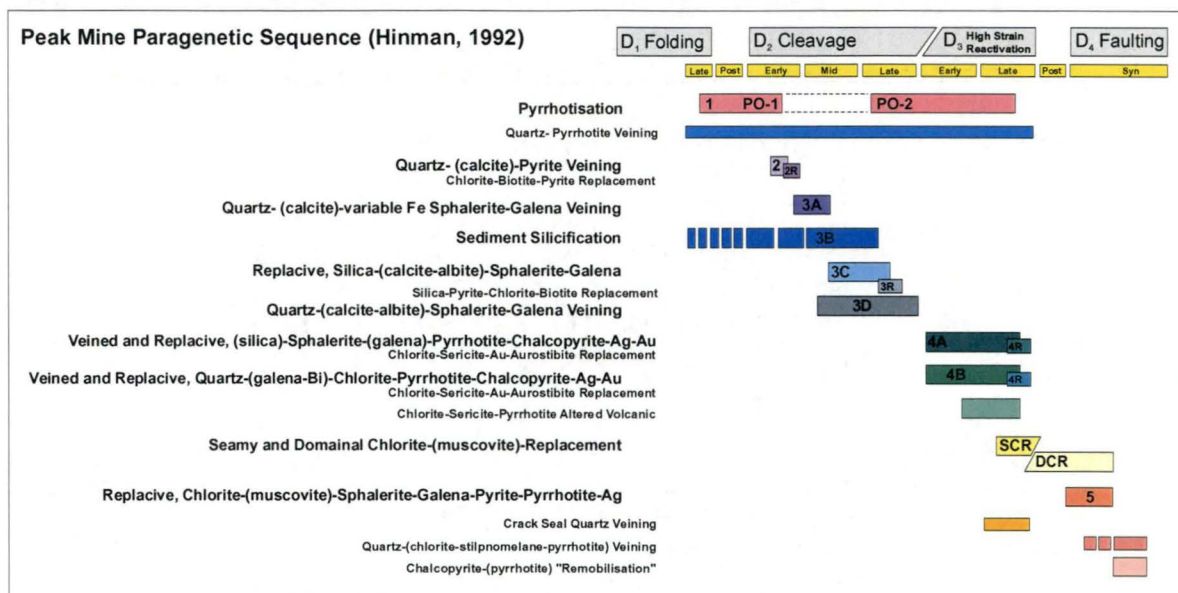 Peak Mine Paragenetic Sequence (Hinman, 1992)
D1 Folding
D2 Cleavage
D3 High Strain Reactivation
D4 Faulting
Late Post Early Mid Late Early Late Post Syn
Pyrrhotisation
1 PO-1 PO-2
Quartz- Pyrrhotite Veining
Quartz- (calcite)-Pyrite Veining
2 2R
Chlorite-Biotite-Pyrite Replacement
Quartz- (calcite)-variable Fe Sphalerite-Galena Veining
3A
Sediment Silicification
3B
Replacive, Silica-(calcite-albite)-Sphalerite-Galena
3C
Silica-Pyrite-Chlorite-Biotite Replacement
3R
Quartz-(calcite-albite)-Sphalerite-Galena Veining
3D
Veined and Replacive, (silica)-Sphalerite-(galena)-Pyrrhotite-Chalcopyrite-Ag-Au
4A 4R
Chlorite-Sericite-Au-Aurostibite Replacement
Veined and Replacive, Quartz-(galena-Bi)-Chlorite-Pyrrhotite-Chalcopyrite-Ag-Au
4B 4R
Chlorite-Sericite-Au-Aurostibite Replacement
Chlorite-Sericite-Pyrrhotite Altered Volcanic
Seamy and Domainal Chlorite-(muscovite)-Replacement
SCR
DCR
Replacive, Chlorite-(muscovite)-Sphalerite-Galena-Pyrite-Pyrrhotite-Ag
5
Crack Seal Quartz Veining
Quartz-(chlorite-stilpnomelane-pyrrhotite) Veining
Chalcopyrite-(pyrrhotite) "Remobilisation"